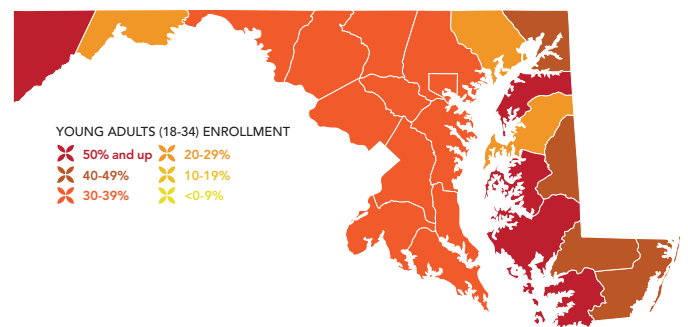 YOUNG ADULTS (18-34) ENROLLMENT
50% and up 20-29%
40-49% 10-19%
30-39% <0-9%